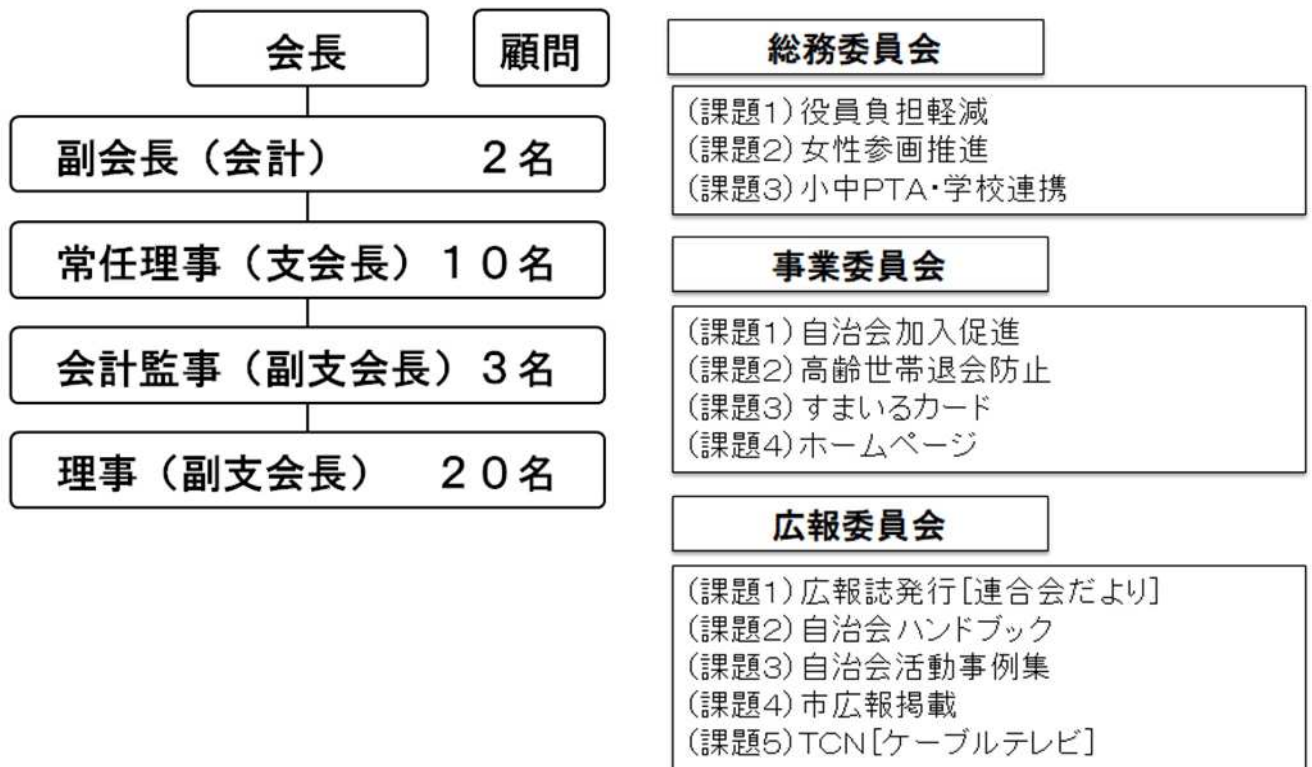 会長
顧問
副会長（会計）　２名
常任理事（支会長）１０名
会計監事（副支会長）３名
理事（副支会長）　２０名
総務委員会
(課題1)役員負担軽減
(課題2)女性参画推進
(課題3)小中PTA・学校連携
事業委員会
(課題1)自治会加入促進
(課題2)高齢世帯退会防止
(課題3)すまいるカード
(課題4)ホームページ
広報委員会
(課題1)広報誌発行[連合会だより]
(課題2)自治会ハンドブック
(課題3)自治会活動事例集
(課題4)市広報掲載
(課題5)TCN[ケーブルテレビ]